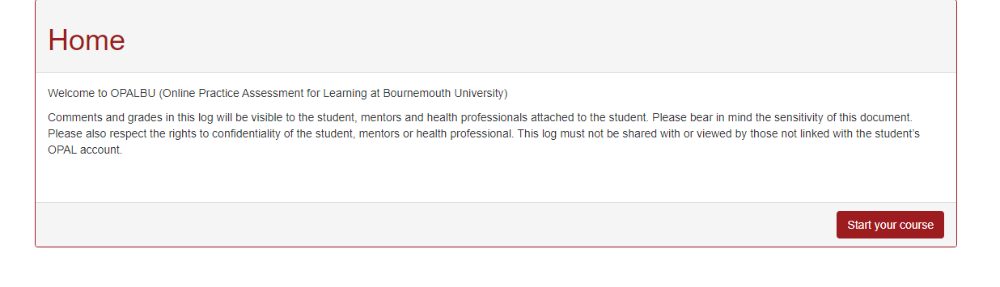 Home
Welcome to OPALBU (Online Practice Assessment for Learning at Bournemouth University)
Comments and grades in this log will be visible to the student, mentors and health professionals attached to the student. Please bear in mind the sensitivity of this document.
Please also respect the rights to confidentiality of the student, mentors or health professional. This log must not be shared with or viewed by those not linked with the student's
OPAL account.
Start your course